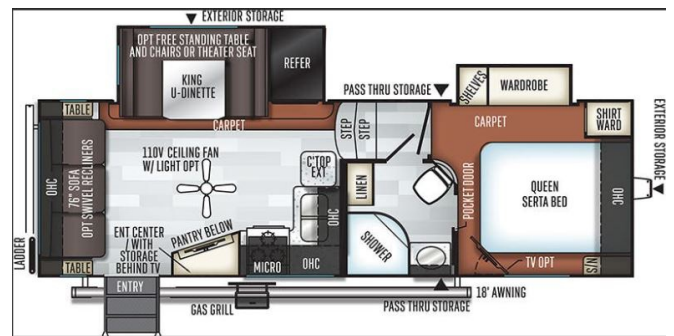 EXTERIOR STORAGE
OPT FREE STANDING TABLE
AND CHAIRS OR THEATER SEAT
KING
U-DINETTE
REFER
PASS THRU STORAGE
SHELVES
WARDROBE
SHIRT
WARD
TABLE
CARPET
CARPET
STEP
STEP
EXTERIOR STORAGE
110V CEILING FAN
W/ LIGHT OPT
C'TOP
EXT
OHC
76" SOFA
OPT SWIVEL RECLINERS
LINEN
POCKET DOOR
QUEEN
SERTA BED
OHC
OHC
ENT CENTER
/WITH
STORAGE
BEHIND TV
PANTRY BELOW
SHOWER
LADDER
TABLE
MICRO
OHC
TV OPT
S/N
ENTRY
GAS GRILL
PASS THRU STORAGE
18' AWNING